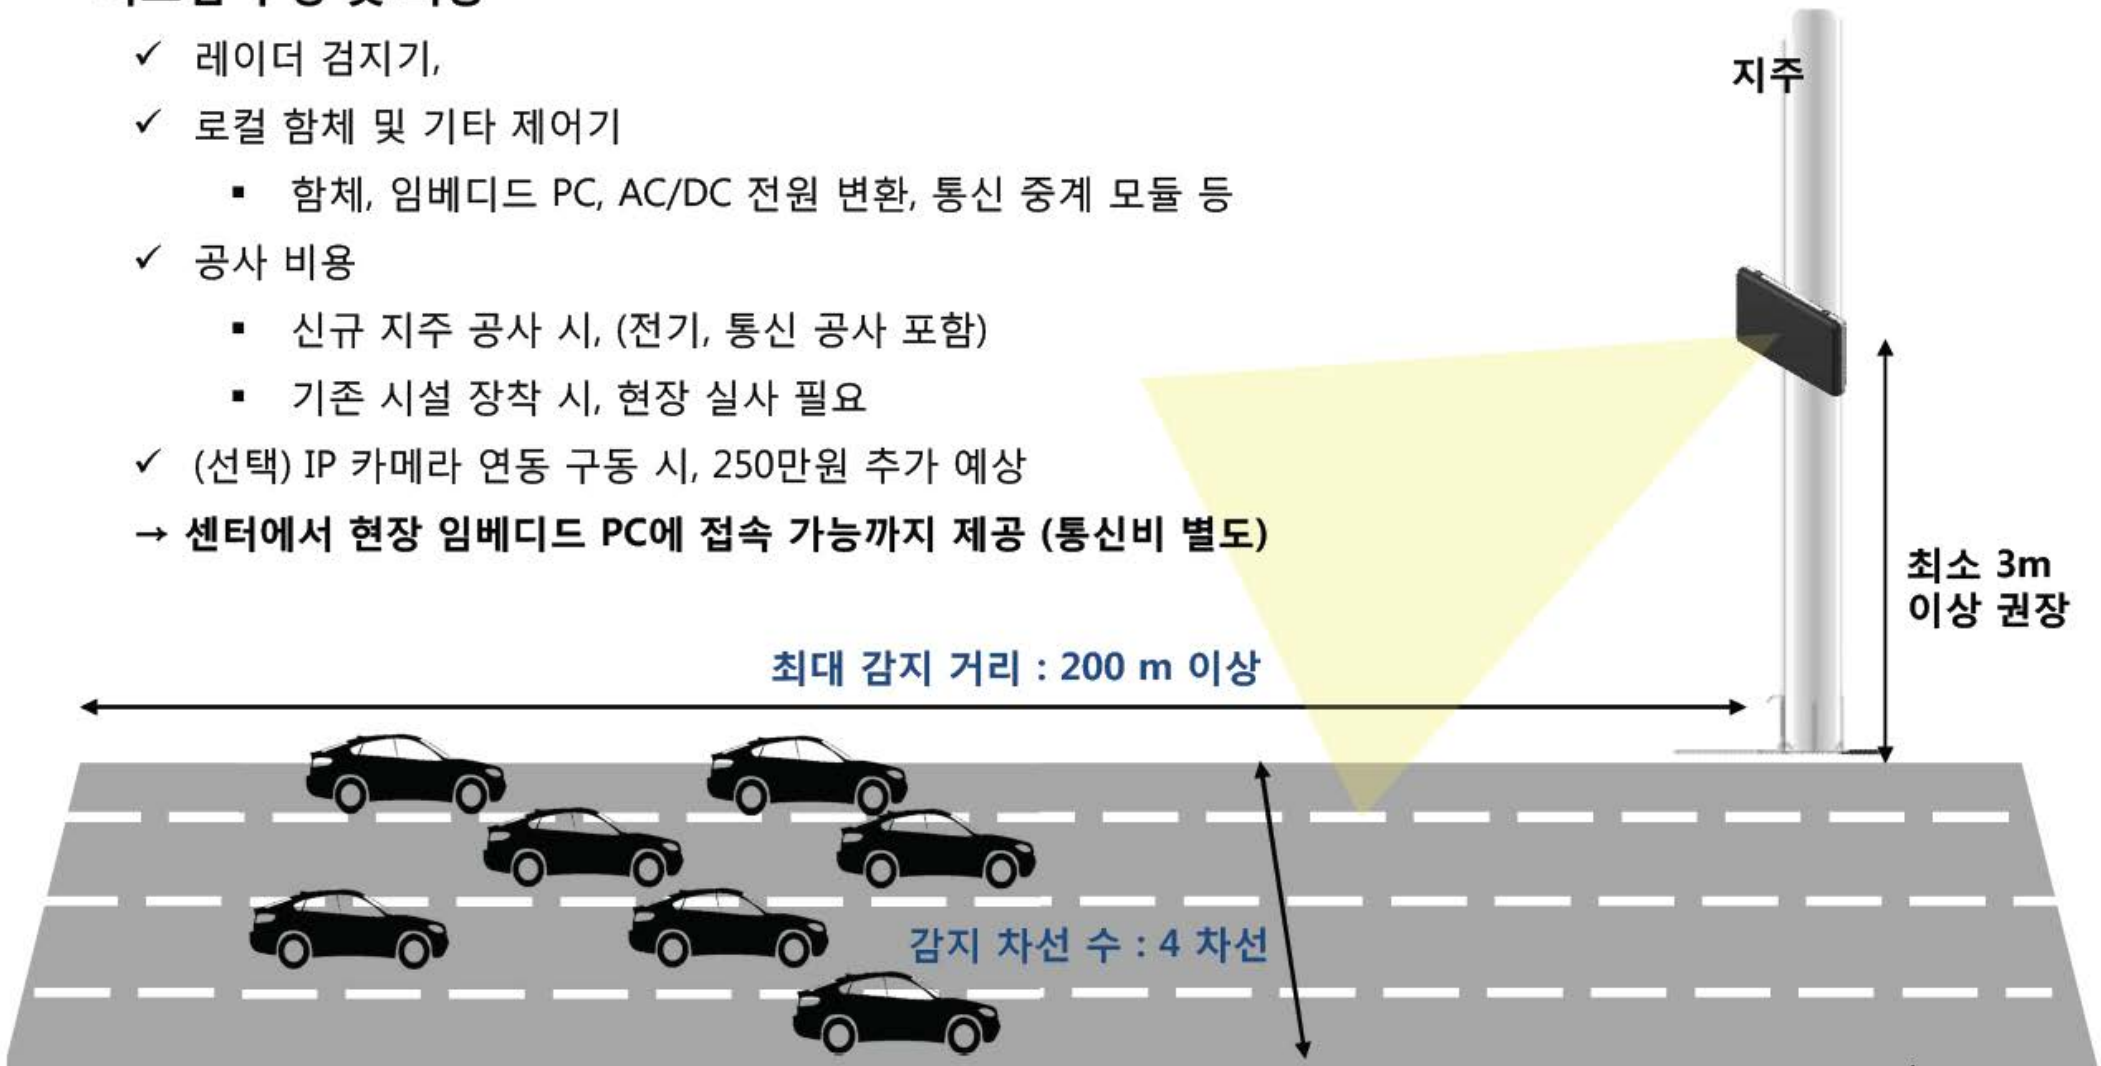 ✓ 레이더 검지기,
✓ 로컬 함체 및 기타 제어기
▪ 함체, 임베디드 PC, AC/DC 전원 변환, 통신 중계 모듈 등
✓ 공사 비용
▪ 신규 지주 공사 시, (전기, 통신 공사 포함)
▪ 기존 시설 장착 시, 현장 실사 필요
✓ (선택) IP 카메라 연동 구동 시, 250만원 추가 예상
→ 센터에서 현장 임베디드 PC에 접속 가능까지 제공 (통신비 별도)
지주
최소 3m
이상 권장
최대 감지 거리 : 200 m 이상
감지 차선 수 : 4 차선